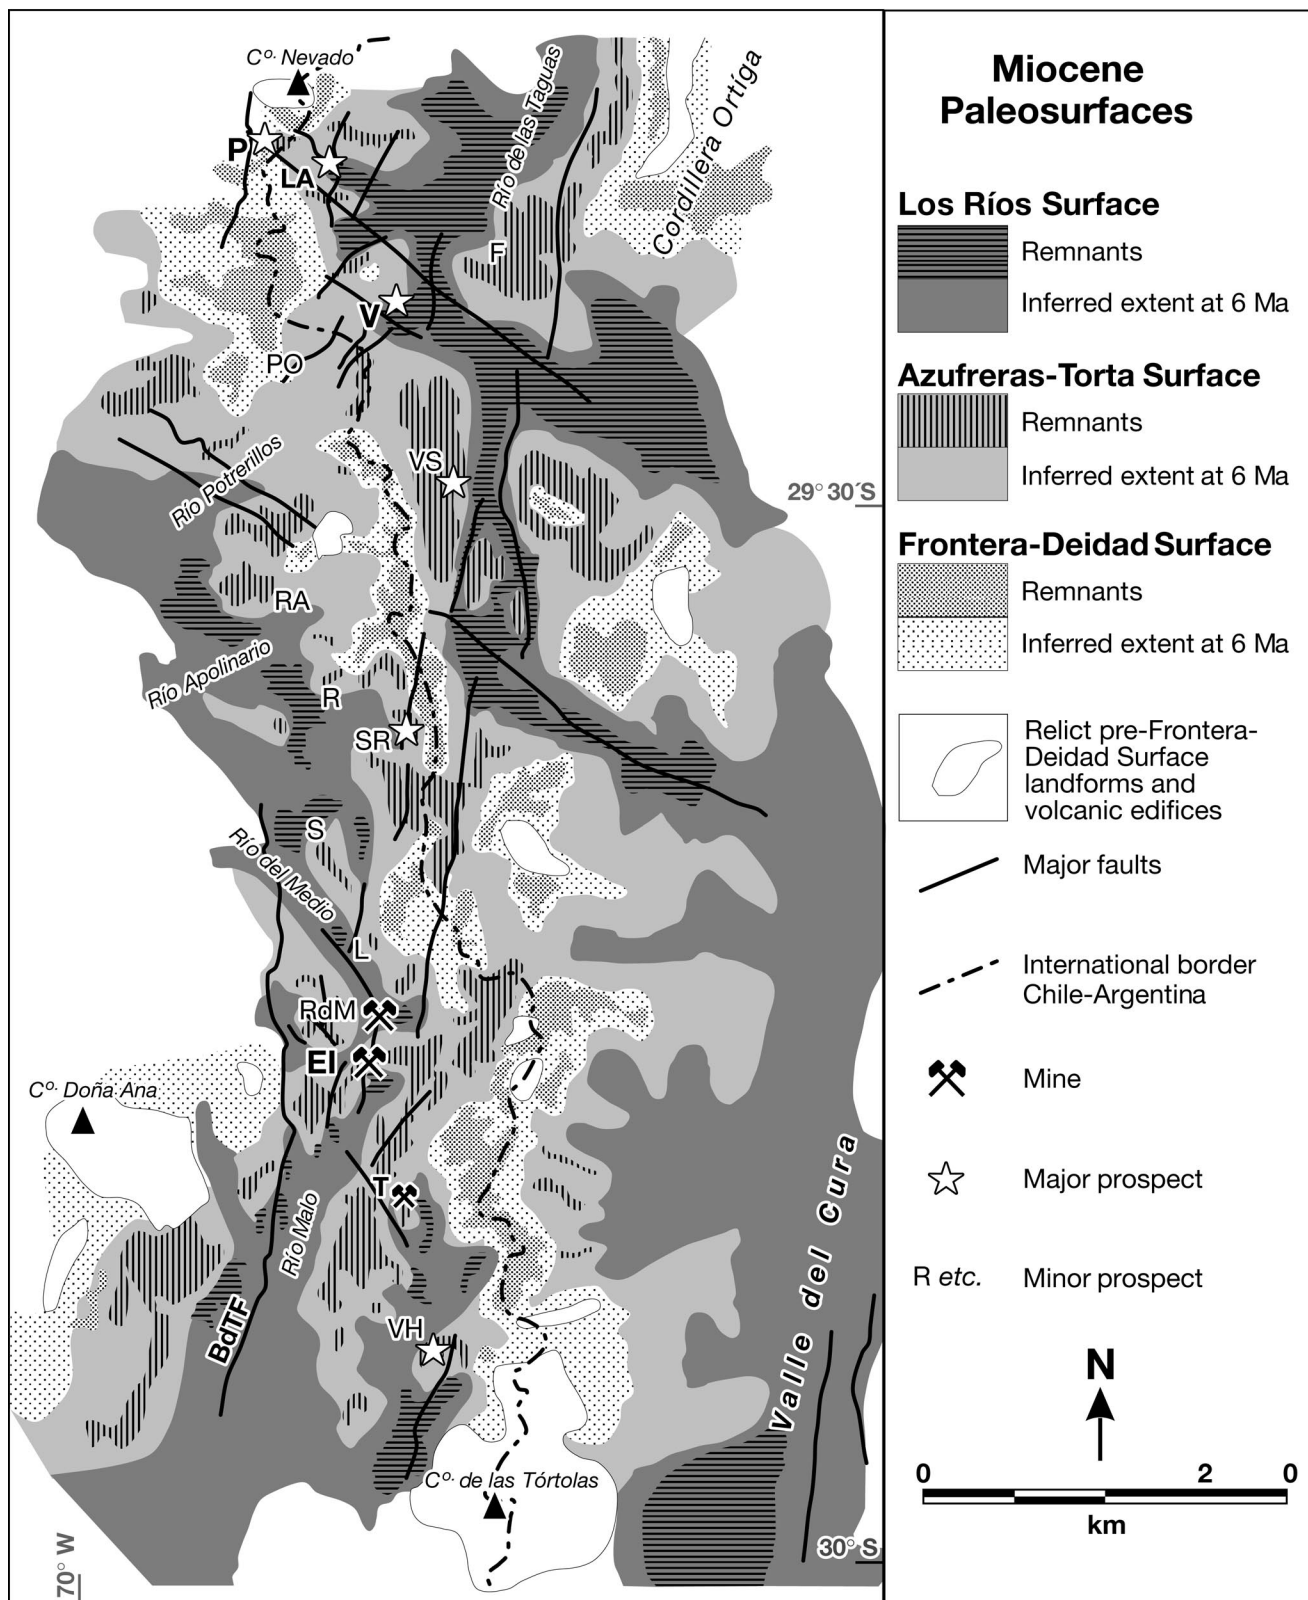 Cº. Nevado
P
LA
Río de las Taguas
Cordillera Ortiga
F
V
PO
VS
29° 30´S
Río Potrerillos
RA
Río Apolinario
R
SR
S
Río del Medio
L
RdM
EI
Cº. Doña Ana
T
Río Malo
BdTF
VH
Valle del Cura
Cº. de las Tórtolas
30° S
70° W
Miocene
Paleosurfaces
Los Ríos Surface
Remnants
Inferred extent at 6 Ma
Azufreras-Torta Surface
Remnants
Inferred extent at 6 Ma
Frontera-Deidad Surface
Remnants
Inferred extent at 6 Ma
Relict pre-Frontera-
Deidad Surface
landforms and
volcanic edifices
Major faults
International border
Chile-Argentina
Mine
Major prospect
R etc. Minor prospect
N
0 2 0
km